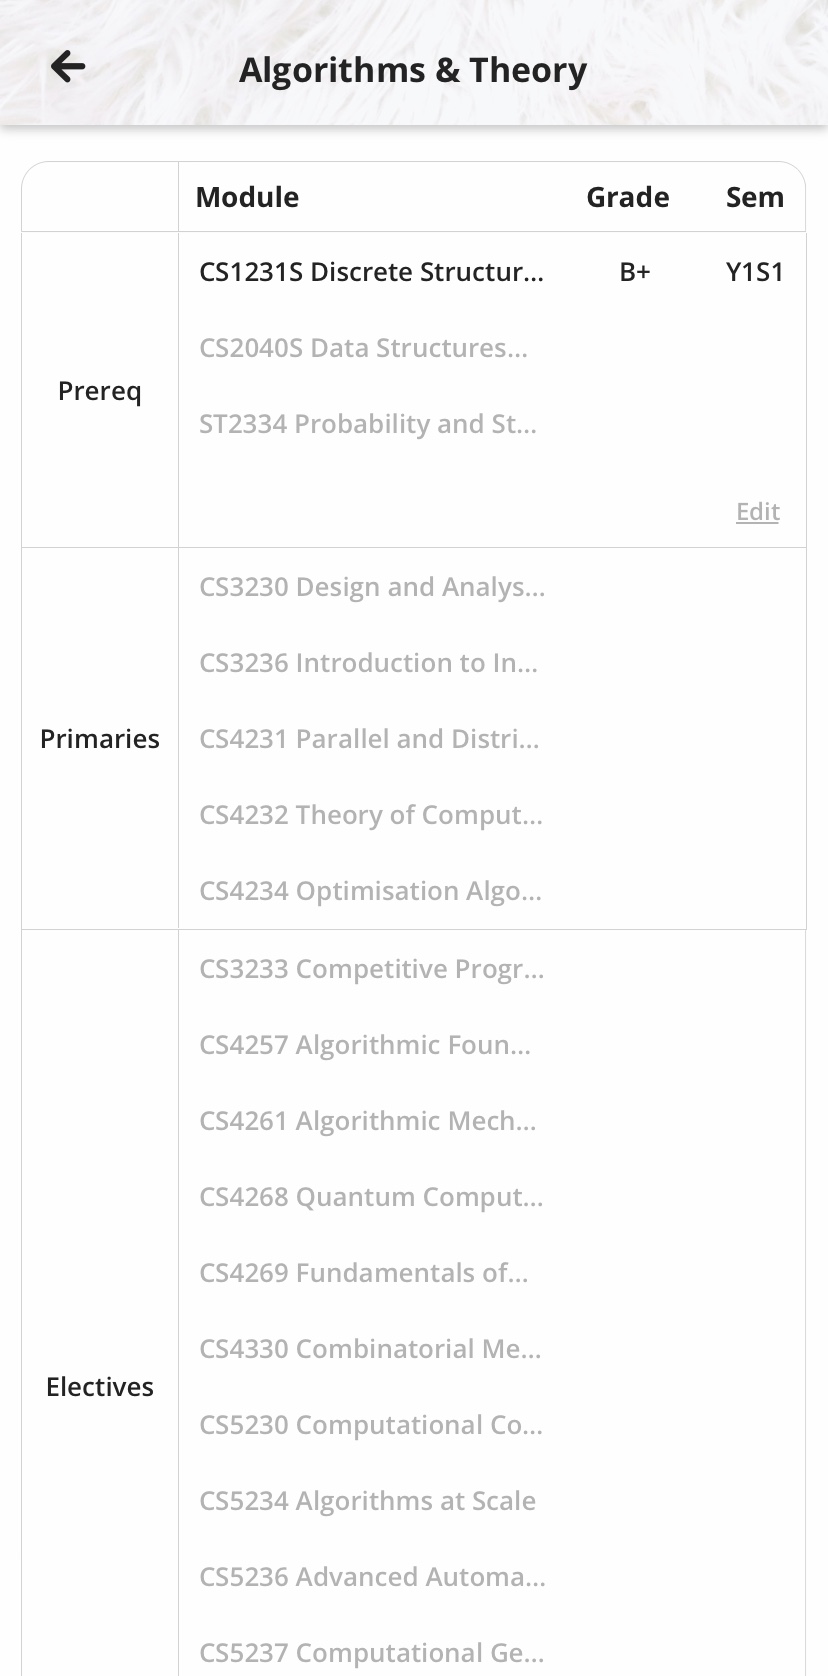 Algorithms & Theory
Module Grade Sem
CS1231S Discrete Structur... B+ Y1S1
CS2040S Data Structures...
Prereq
ST2334 Probability and St...
Edit
CS3230 Design and Analys...
CS3236 Introduction to In...
Primaries
CS4231 Parallel and Distri...
CS4232 Theory of Comput...
CS4234 Optimisation Algo...
CS3233 Competitive Progr...
CS4257 Algorithmic Foun...
CS4261 Algorithmic Mech...
CS4268 Quantum Comput...
CS4269 Fundamentals of...
CS4330 Combinatorial Me...
Electives
CS5230 Computational Co...
CS5234 Algorithms at Scale
CS5236 Advanced Automa...
CS5237 Computational Ge...